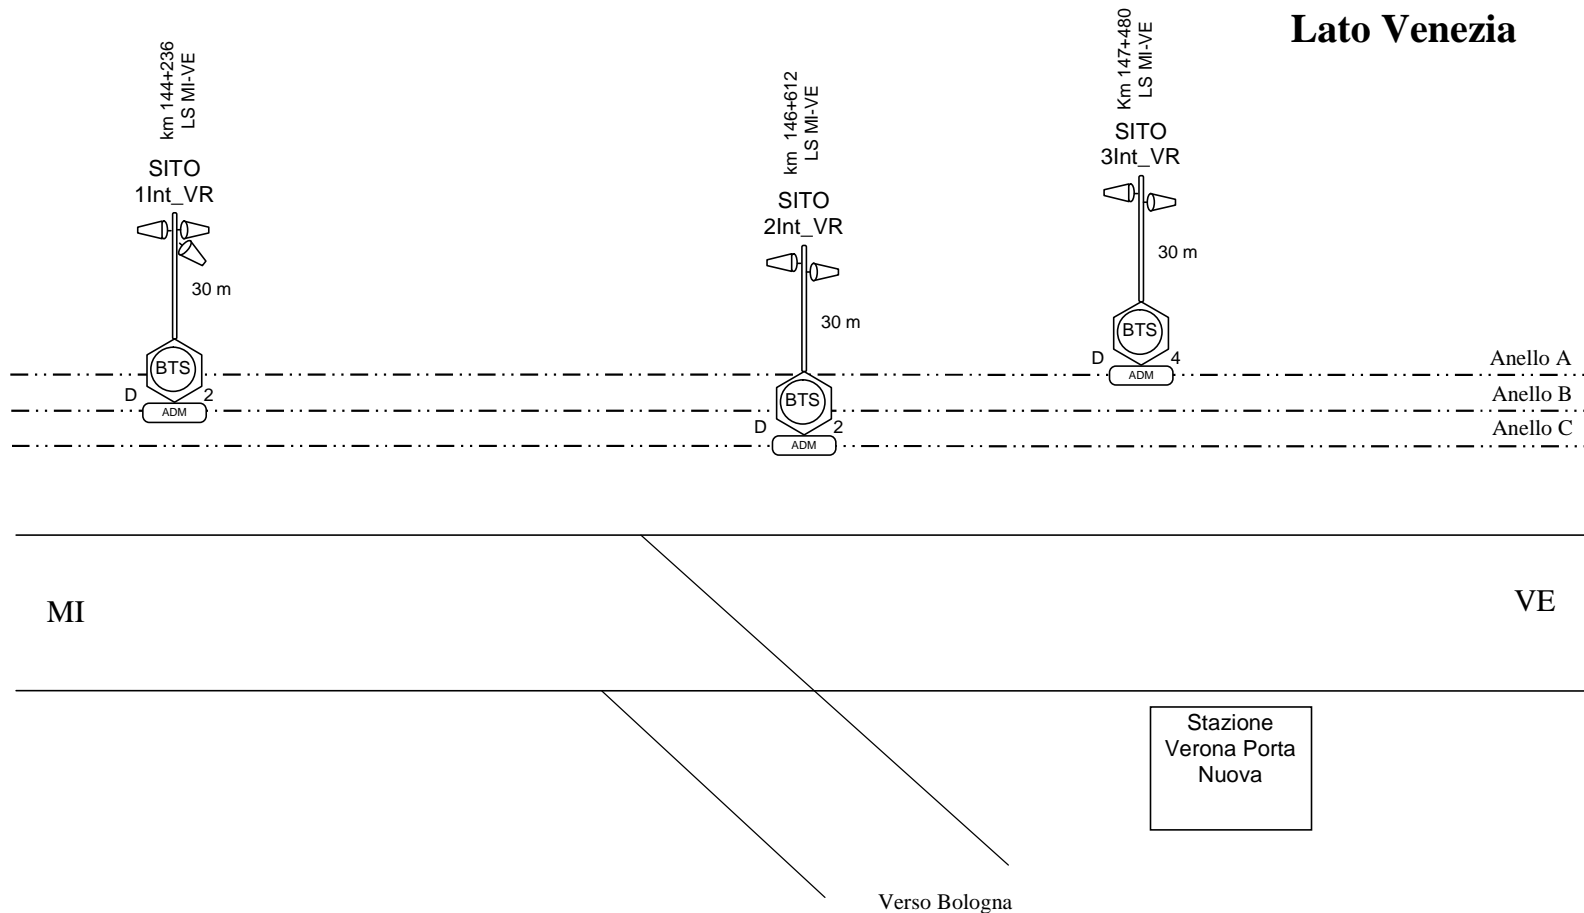 Lato Venezia
km 144+236
LS MI-VE
SITO
1Int_VR
30 m
BTS
D
2
ADM
km 146+612
LS MI-VE
SITO
2Int_VR
30 m
BTS
D
2
ADM
Km 147+480
LS MI-VE
SITO
3Int_VR
30 m
BTS
D
4
ADM
Anello A
Anello B
Anello C
MI
VE
Stazione
Verona Porta
Nuova
Verso Bologna